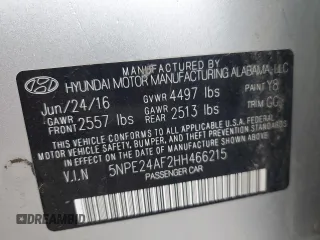 HYUNDAI MOTOR MANUFACTURING ALABAMA, LLC
Jun/24/16 GVWR 4497 lbs PAINT Y8
GAWR FRONT 2557 lbs GAWR REAR 2513 lbs TRIM GG
THIS VEHICLE CONFORMS TO ALL APPLICABLE
U.S. FEDERAL MOTOR VEHICLE SAFETY, BUMPER,
AND THEFT PREVENTION STANDARDS IN EFFECT
ON THE DATE OF MANUFACTURE SHOWN ABOVE.
V.I.N 5NPE24AF2HH466215
PASSENGER CAR
DREAMBID